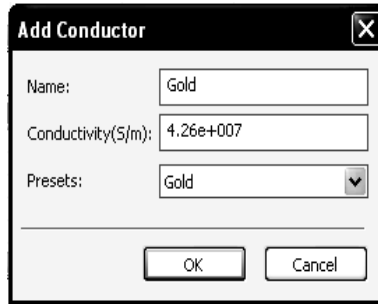 Add Conductor
Name: Gold
Conductivity(S/m): 4.26e+007
Presets: Gold
OK Cancel